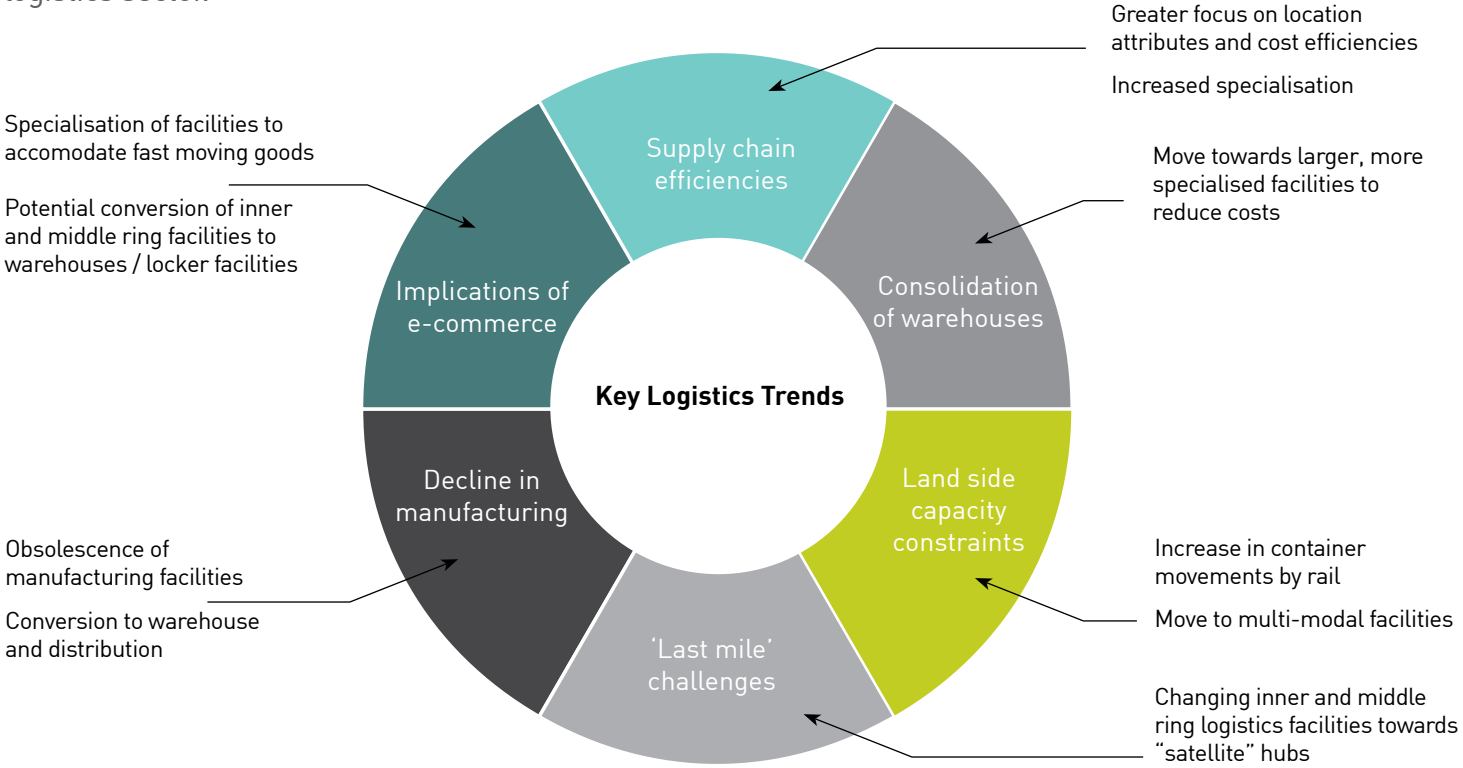 Greater focus on location
attributes and cost efficiencies
Increased specialisation
Specialisation of facilities to
accomodate fast moving goods
Potential conversion of inner
and middle ring facilities to
warehouses / locker facilities
Supply chain
efficiencies
Move towards larger, more
specialised facilities to
reduce costs
Implications of
e-commerce
Consolidation
of warehouses
Key Logistics Trends
Decline in
manufacturing
Land side
capacity
constraints
Obsolescence of
manufacturing facilities
Conversion to warehouse
and distribution
Increase in container
movements by rail
Move to multi-modal facilities
‘Last mile’
challenges
Changing inner and middle
ring logistics facilities towards
“satellite” hubs